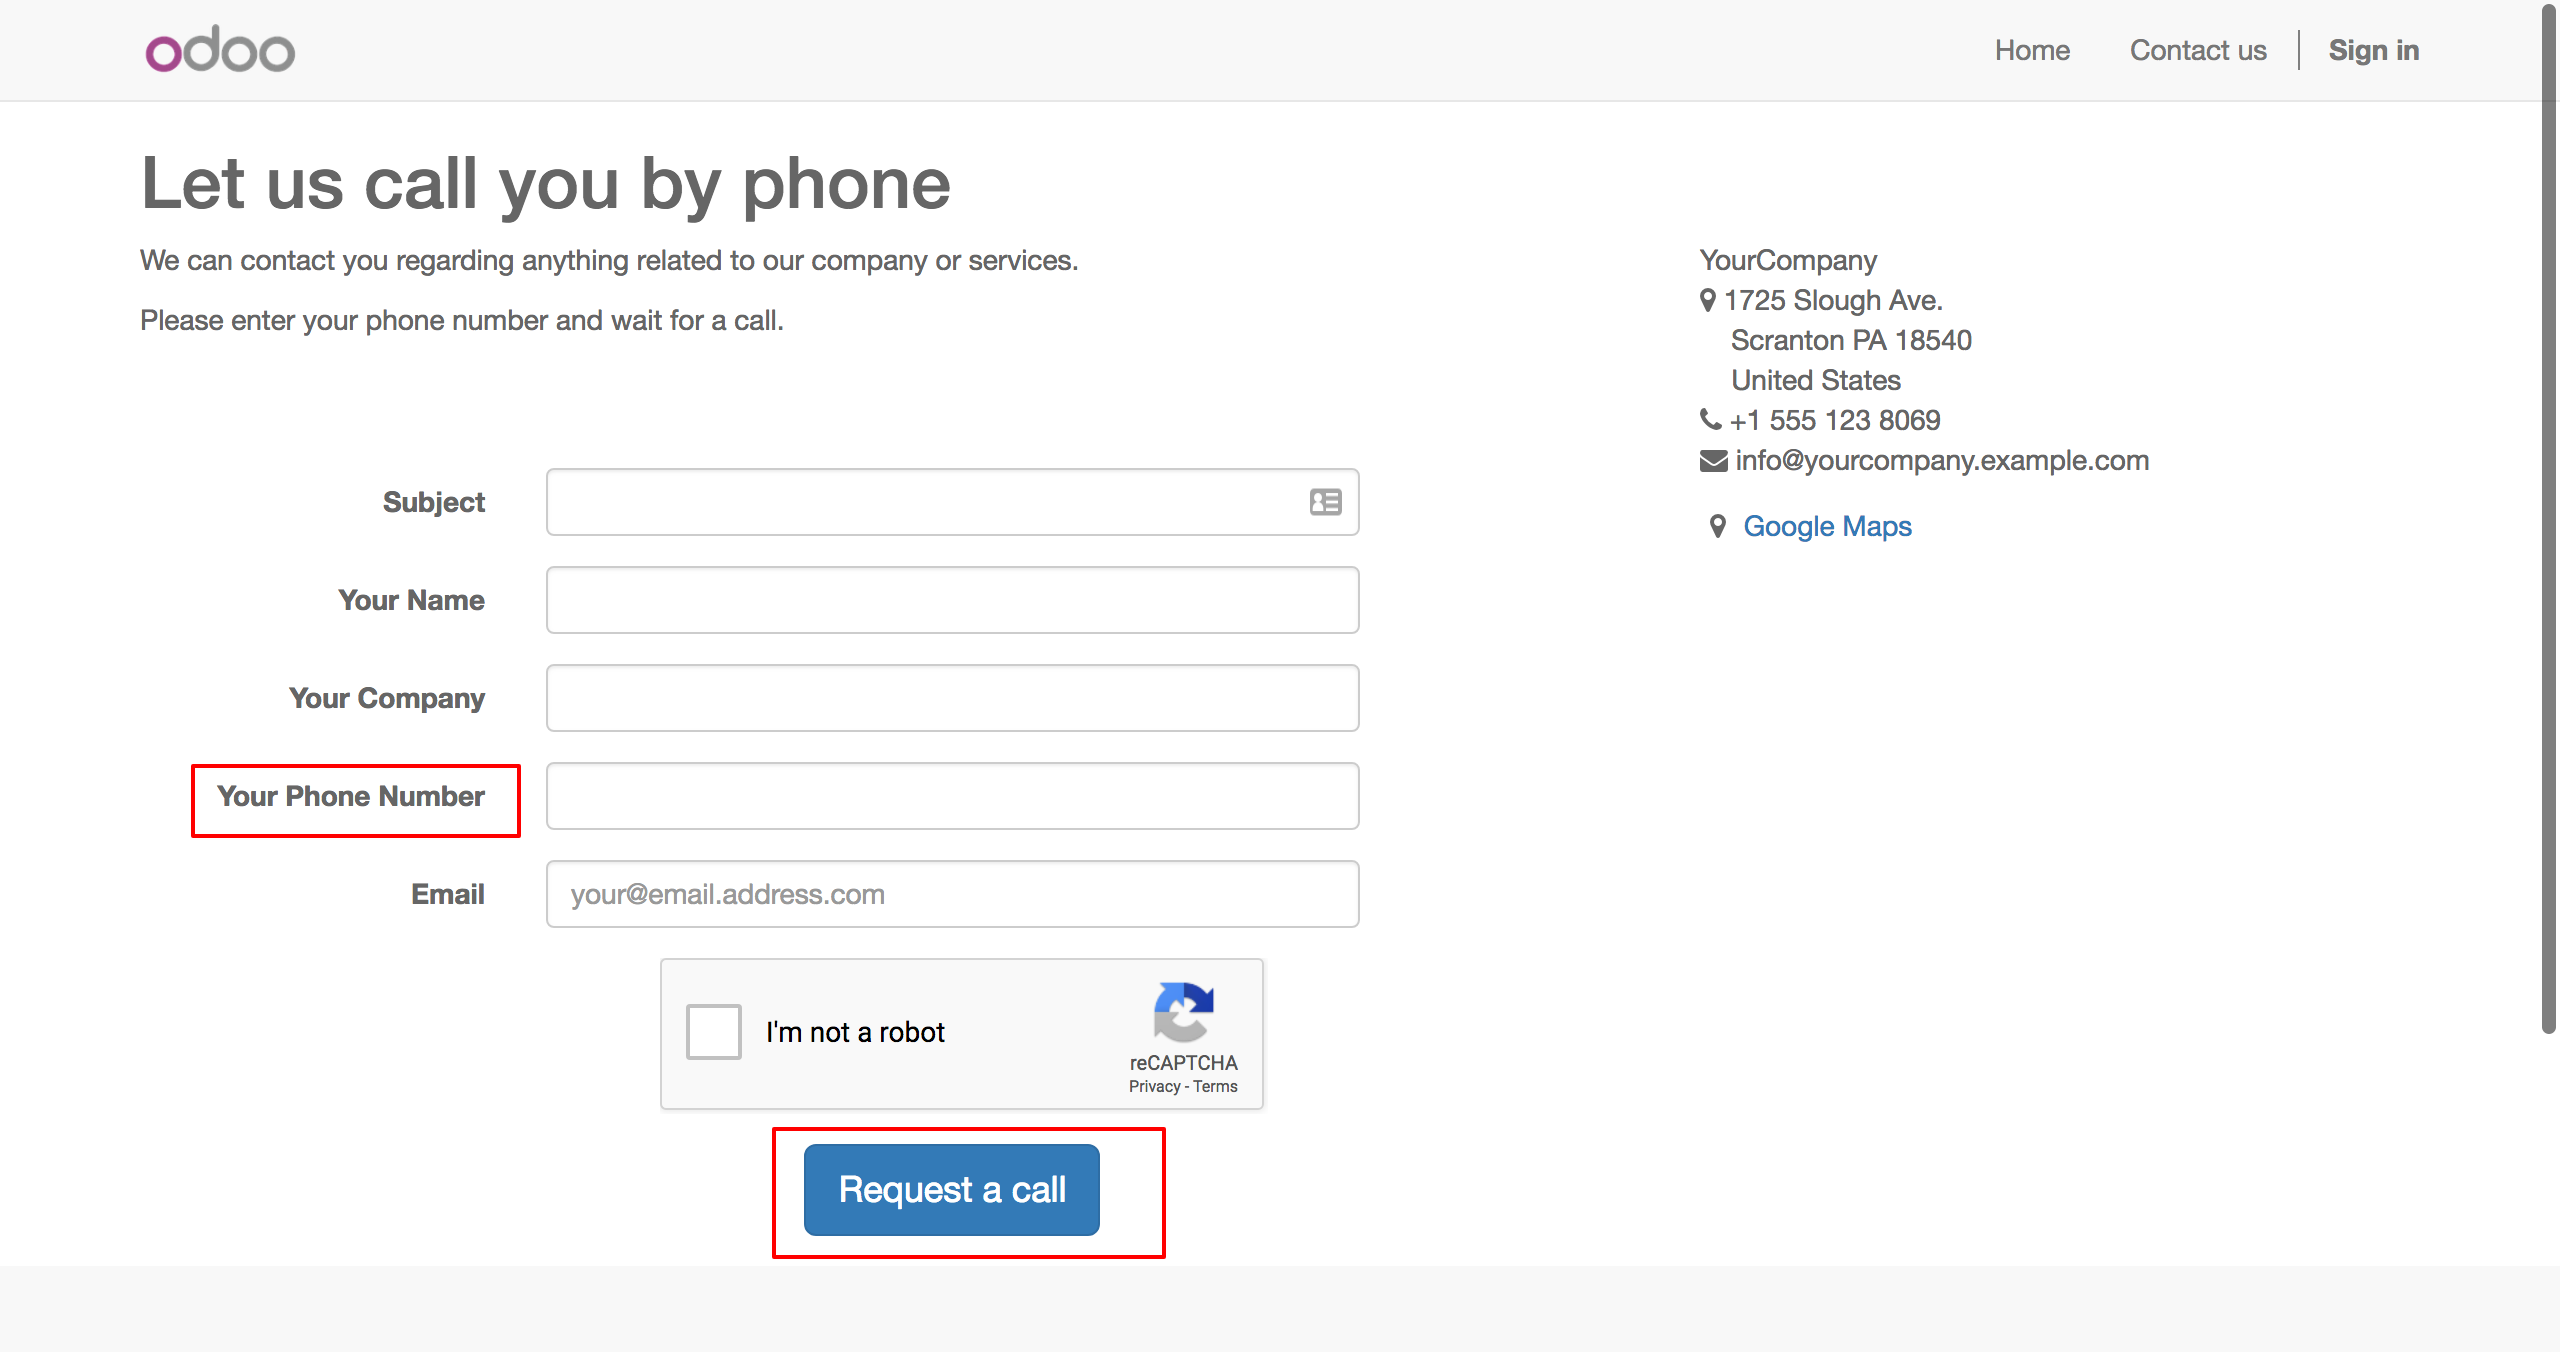 odoo
Home Contact us Sign in
Let us call you by phone
We can contact you regarding anything related to our company or services.
Please enter your phone number and wait for a call.
YourCompany
1725 Slough Ave.
Scranton PA 18540
United States
+1 555 123 8069
info@yourcompany.example.com
Google Maps
Subject
Your Name
Your Company
Your Phone Number
Email your@email.address.com
I'm not a robot
reCAPTCHA
Privacy - Terms
Request a call